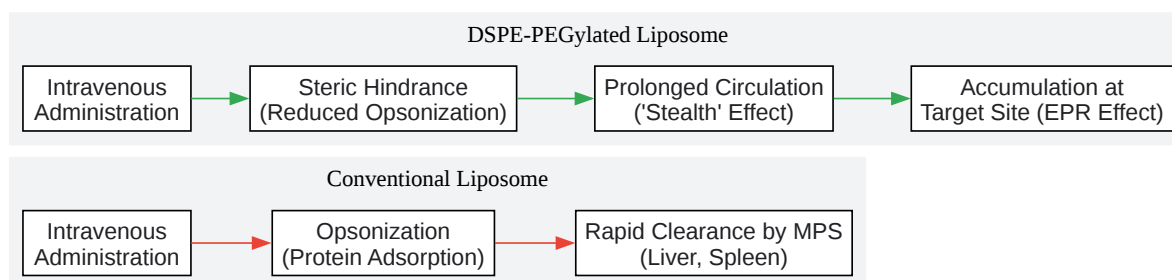 DSPE-PEGylated Liposome
Intravenous
Administration
Steric Hindrance
(Reduced Opsonization)
Prolonged Circulation
('Stealth' Effect)
Accumulation at
Target Site (EPR Effect)
Conventional Liposome
Intravenous
Administration
Opsonization
(Protein Adsorption)
Rapid Clearance by MPS
(Liver, Spleen)